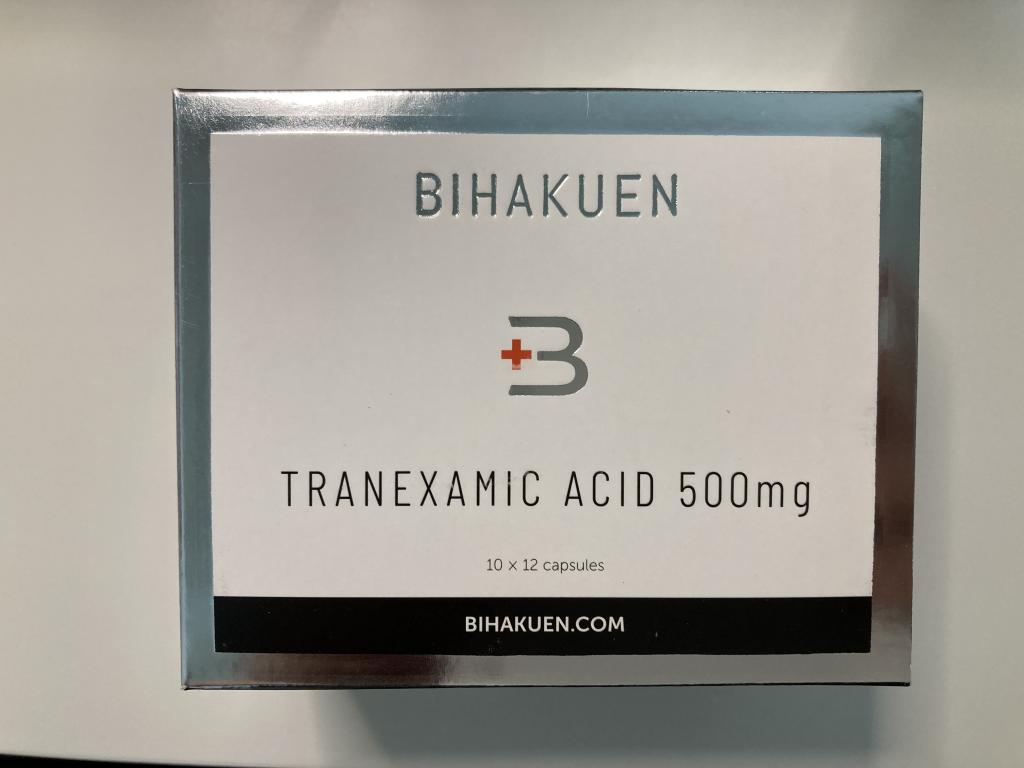 BIHAKUEN
TRANEXAMIC ACID 500mg
10 × 12 capsules
BIHAKUEN.COM